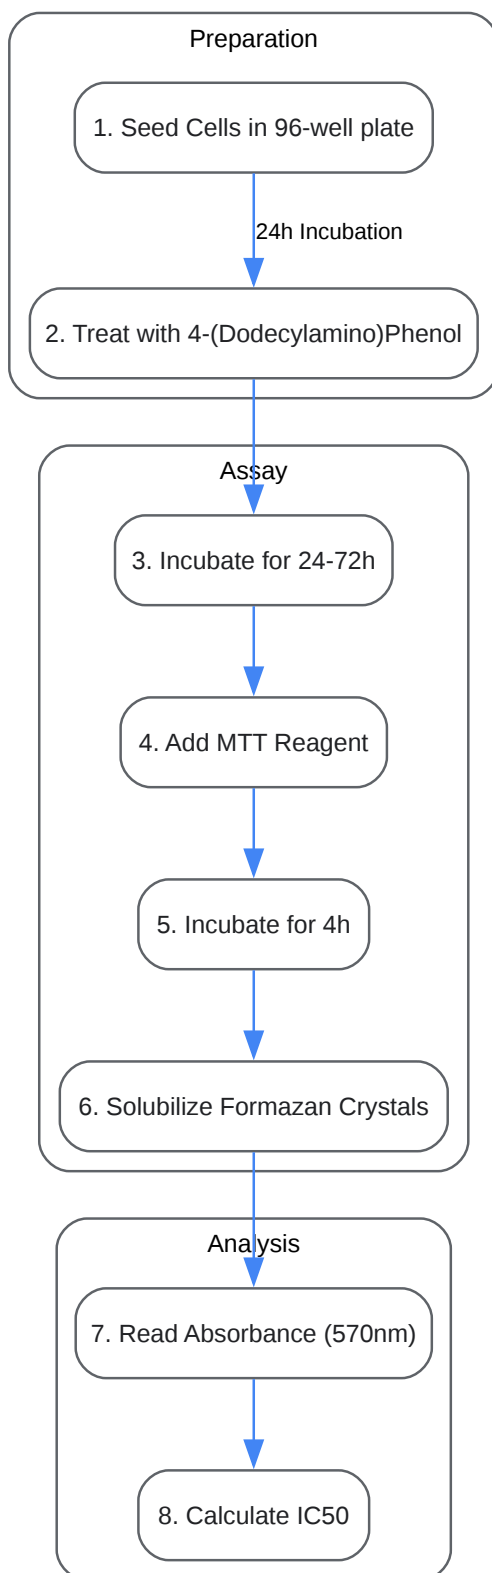 Preparation
1. Seed Cells in 96-well plate
24h Incubation
2. Treat with 4-(Dodecylamino)Phenol
Assay
3. Incubate for 24-72h
4. Add MTT Reagent
5. Incubate for 4h
6. Solubilize Formazan Crystals
Analysis
7. Read Absorbance (570nm)
8. Calculate IC50